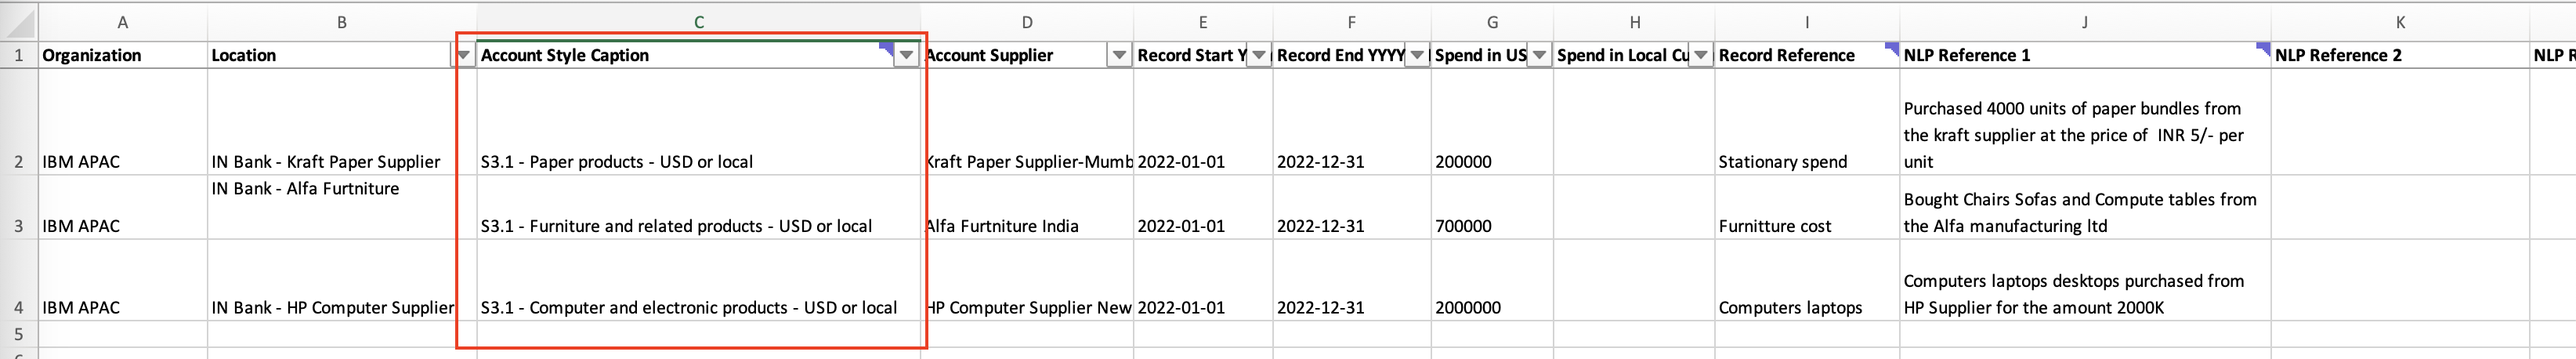 A B C D E F G H I J K
1 Organization Location Account Style Caption Account Supplier Record Start Y Record End YYYY Spend in US Spend in Local Cu Record Reference NLP Reference 1 NLP Reference 2 NLP R
Purchased 4000 units of paper bundles from
the kraft supplier at the price of  INR 5/- per
2 IBM APAC IN Bank - Kraft Paper Supplier S3.1 - Paper products - USD or local Kraft Paper Supplier-Mumb 2022-01-01 2022-12-31 200000 Stationary spend unit
IN Bank - Alfa Furtniture
Bought Chairs Sofas and Compute tables from
3 IBM APAC S3.1 - Furniture and related products - USD or local Alfa Furtniture India 2022-01-01 2022-12-31 700000 Furnitture cost the Alfa manufacturing ltd
Computers laptops desktops purchased from
4 IBM APAC IN Bank - HP Computer Supplier S3.1 - Computer and electronic products - USD or local HP Computer Supplier New 2022-01-01 2022-12-31 2000000 Computers laptops HP Supplier for the amount 2000K
5